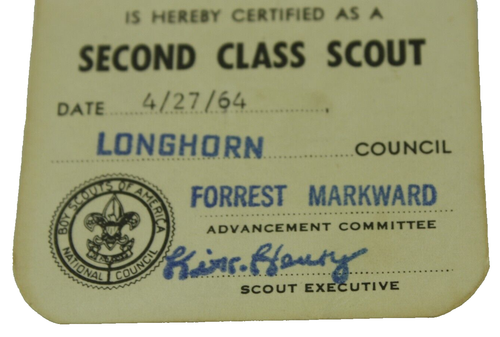 IS HEREBY CERTIFIED AS A
SECOND CLASS SCOUT
DATE 4/27/64
LONGHORN COUNCIL
BOY SCOUTS OF AMERICA
NATIONAL COUNCIL
FORREST MARKWARD
ADVANCEMENT COMMITTEE
Henry
SCOUT EXECUTIVE